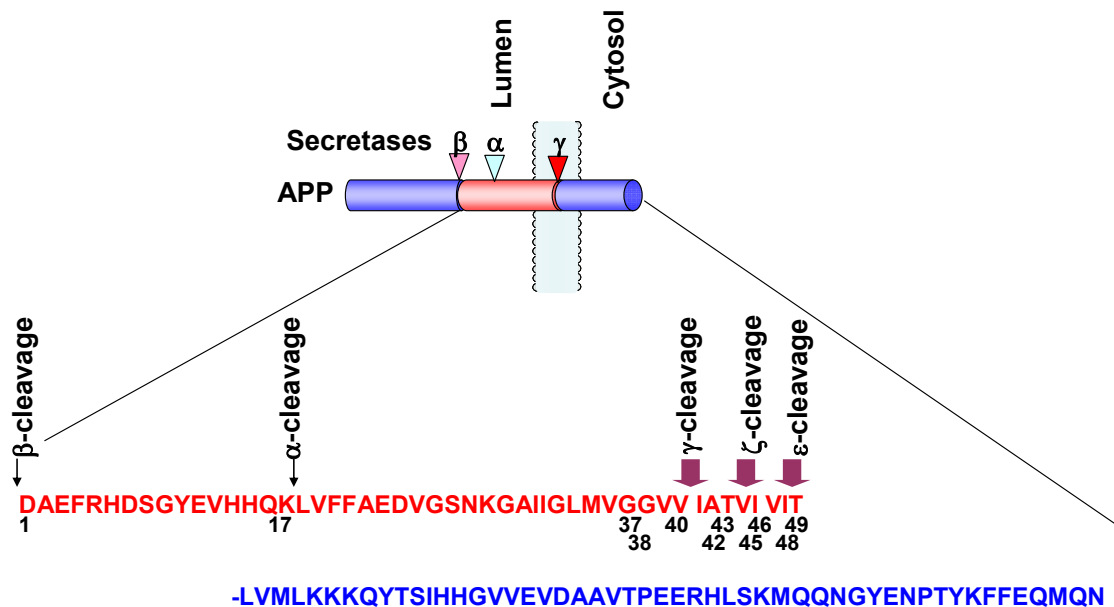 Lumen
Cytosol
Secretases β α γ
APP
β-cleavage
α-cleavage
γ-cleavage
ζ-cleavage
ε-cleavage
DAEFRHDSGYEVHHQKLVFFAEDVGSNKGAIIGLMVGGVV IATVI VIT
1 17 37 40 43 46 49
38 42 45 48
-LVMLKKKQYTSIHHGVVEVDAAVTPEERHLSKMQQNGYENPTYKFFEQMQN